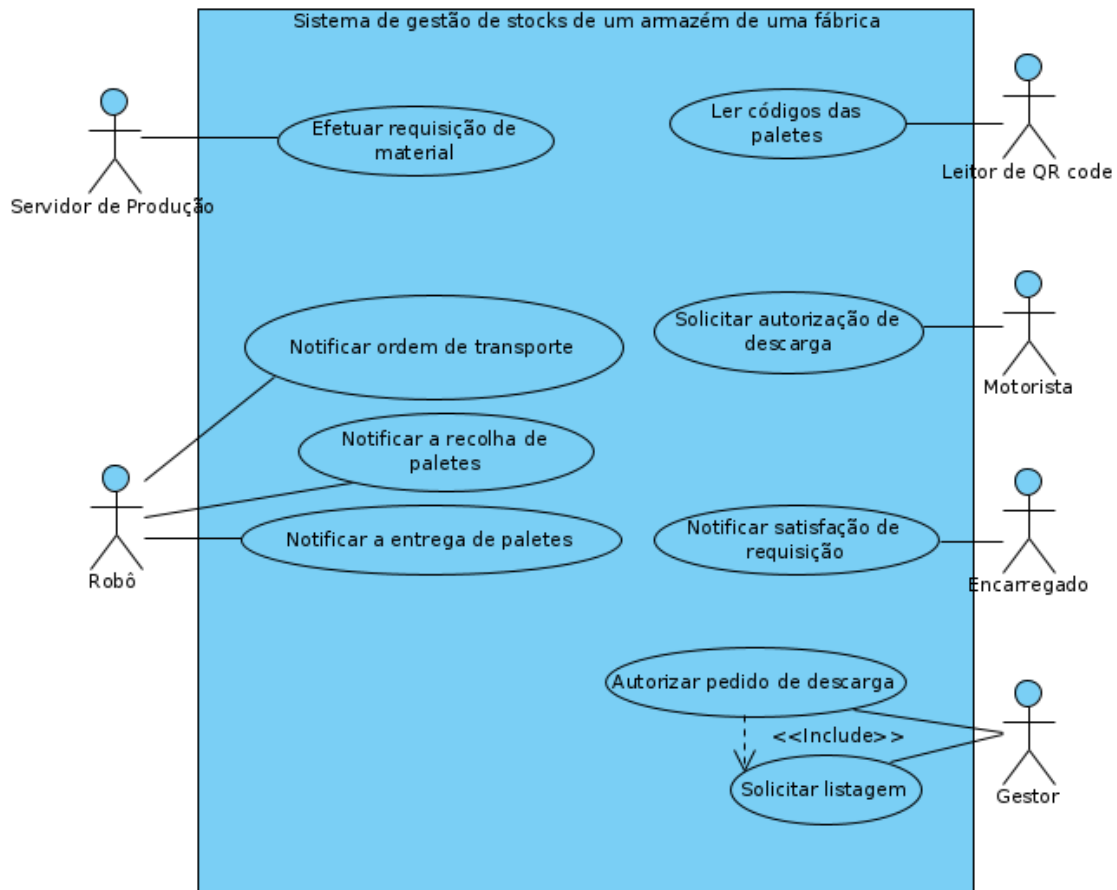 Sistema de gestão de stocks de um armazém de uma fábrica
Efetuar requisição de
material
Servidor de Produção
Ler códigos das
paletes
Leitor de QR code
Notificar ordem de transporte
Solicitar autorização de
descarga
Motorista
Notificar a recolha de
paletes
Notificar a entrega de paletes
Robô
Notificar satisfação de
requisição
Encarregado
Autorizar pedido de descarga
<<Include>>
Solicitar listagem
Gestor